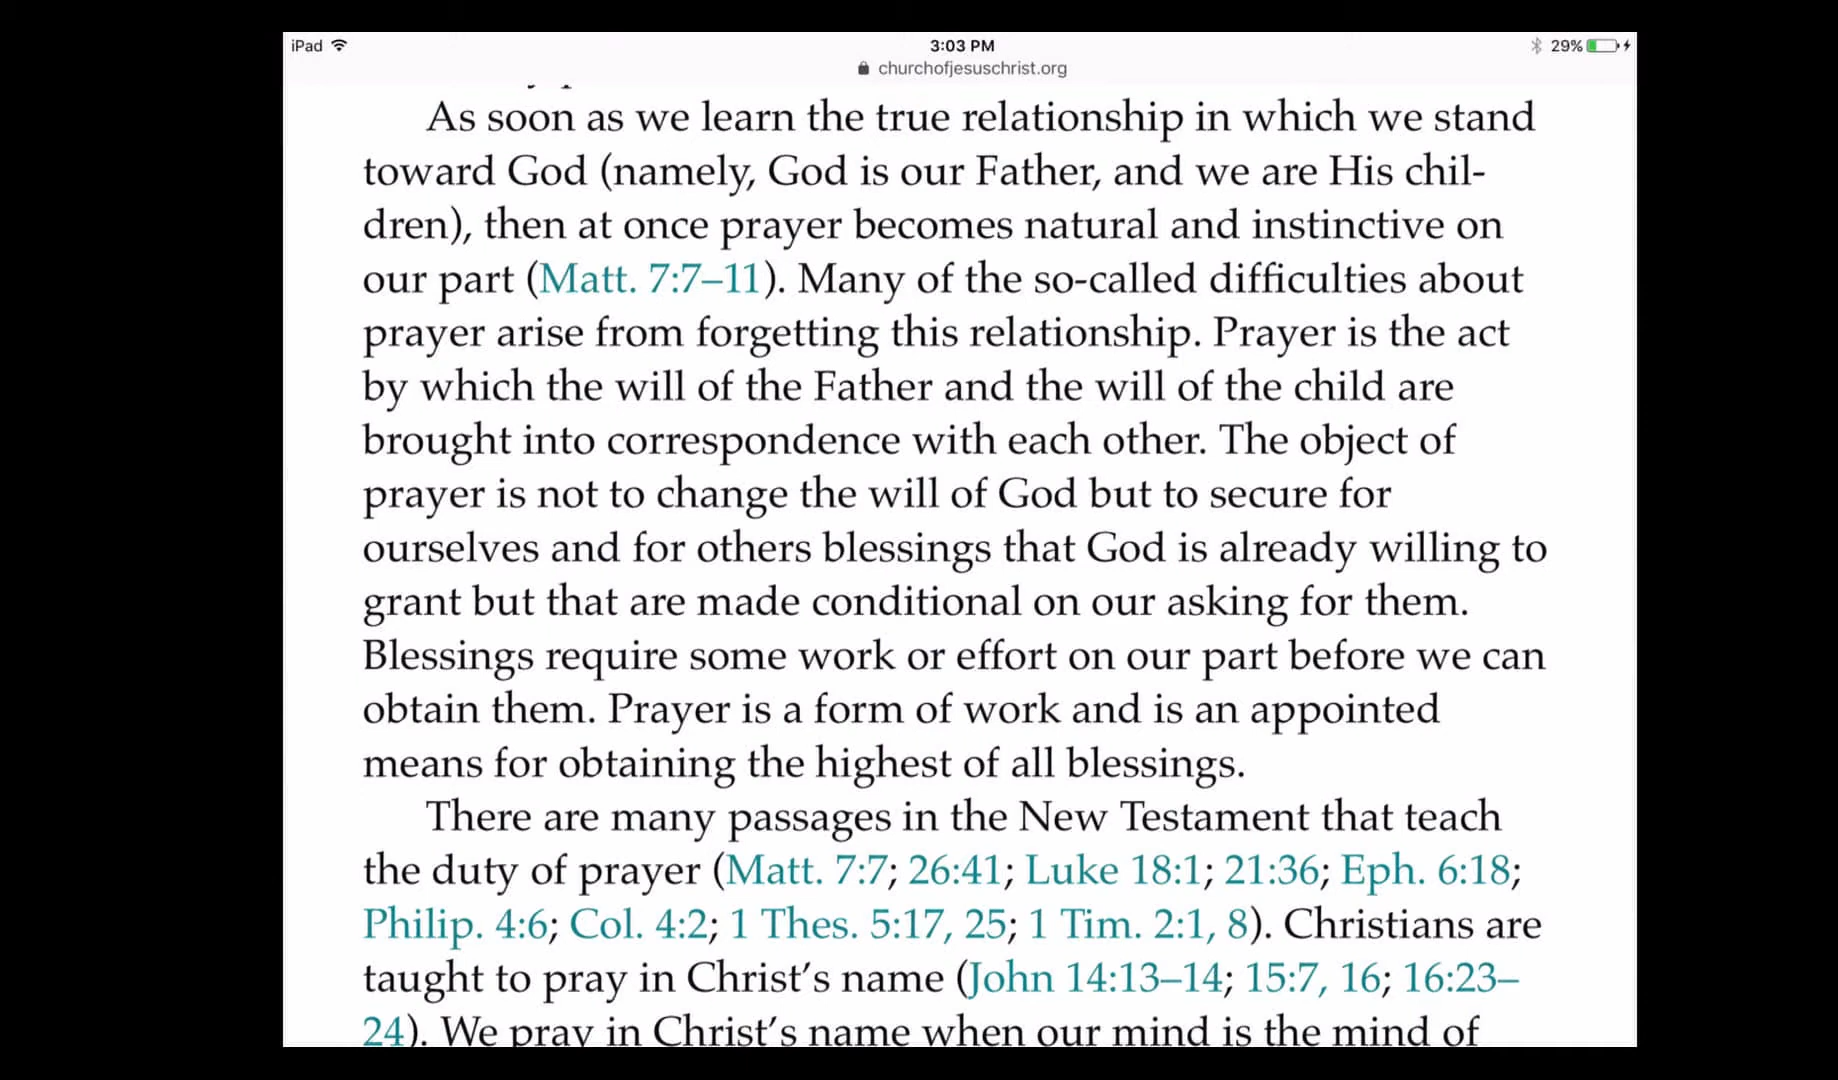 iPad
3:03 PM
29%
churchofjesuschrist.org
As soon as we learn the true relationship in which we stand
toward God (namely, God is our Father, and we are His chil-
dren), then at once prayer becomes natural and instinctive on
our part (Matt. 7:7–11). Many of the so-called difficulties about
prayer arise from forgetting this relationship. Prayer is the act
by which the will of the Father and the will of the child are
brought into correspondence with each other. The object of
prayer is not to change the will of God but to secure for
ourselves and for others blessings that God is already willing to
grant but that are made conditional on our asking for them.
Blessings require some work or effort on our part before we can
obtain them. Prayer is a form of work and is an appointed
means for obtaining the highest of all blessings.
There are many passages in the New Testament that teach
the duty of prayer (Matt. 7:7; 26:41; Luke 18:1; 21:36; Eph. 6:18;
Philip. 4:6; Col. 4:2; 1 Thes. 5:17, 25; 1 Tim. 2:1, 8). Christians are
taught to pray in Christ’s name (John 14:13–14; 15:7, 16; 16:23–
24). We pray in Christ’s name when our mind is the mind of